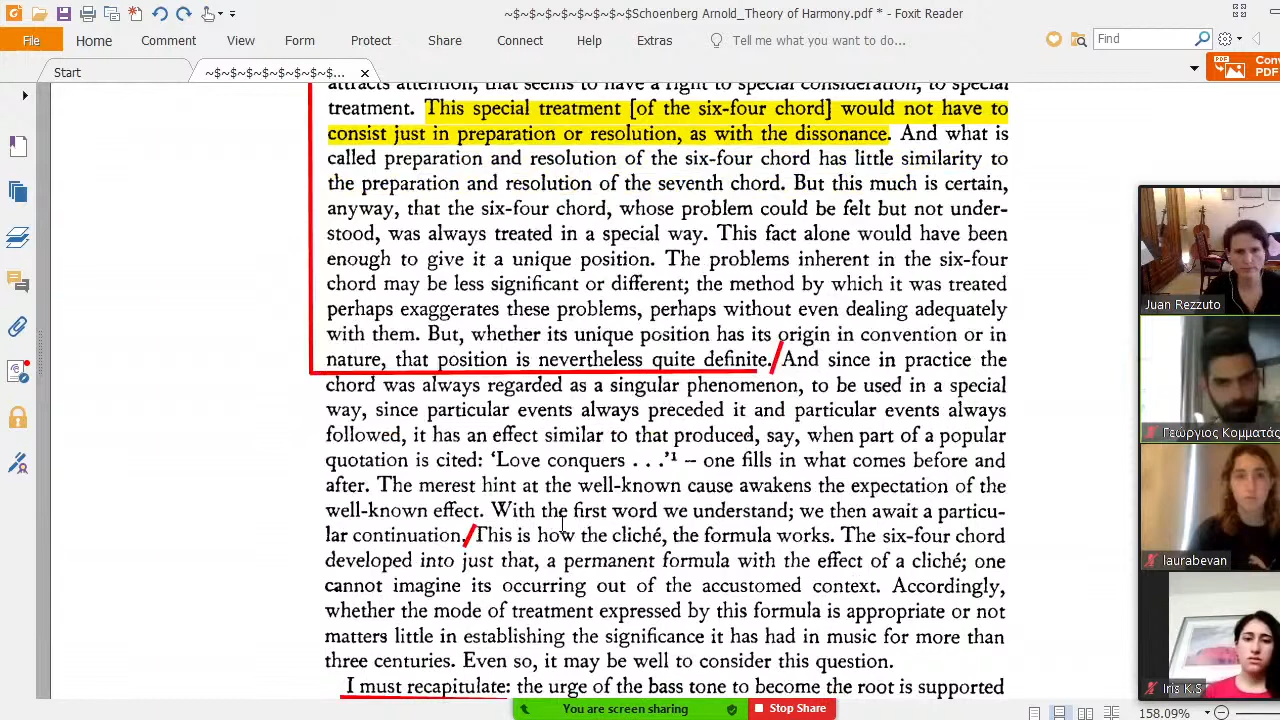 ~$~$~$~$~$~$~$Schoenberg Arnold_Theory of Harmony.pdf * - Foxit Reader
File Home Comment View Form Protect Share Connect Help Extras Tell me what you want to do... Find
Start ~$~$~$~$~$~$~$... Conv
PDF
attracts attention, that seems to have a right to special consideration, to special
treatment. This special treatment [of the six-four chord] would not have to
consist just in preparation or resolution, as with the dissonance. And what is
called preparation and resolution of the six-four chord has little similarity to
the preparation and resolution of the seventh chord. But this much is certain,
anyway, that the six-four chord, whose problem could be felt but not under-
stood, was always treated in a special way. This fact alone would have been
enough to give it a unique position. The problems inherent in the six-four
chord may be less significant or different; the method by which it was treated
perhaps exaggerates these problems, perhaps without even dealing adequately
with them. But, whether its unique position has its origin in convention or in
nature, that position is nevertheless quite definite. And since in practice the
chord was always regarded as a singular phenomenon, to be used in a special
way, since particular events always preceded it and particular events always
followed, it has an effect similar to that produced, say, when part of a popular
quotation is cited: 'Love conquers . . .'¹ – one fills in what comes before and
after. The merest hint at the well-known cause awakens the expectation of the
well-known effect. With the first word we understand; we then await a particu-
lar continuation. This is how the cliché, the formula works. The six-four chord
developed into just that, a permanent formula with the effect of a cliché; one
cannot imagine its occurring out of the accustomed context. Accordingly,
whether the mode of treatment expressed by this formula is appropriate or not
matters little in establishing the significance it has had in music for more than
three centuries. Even so, it may be well to consider this question.
I must recapitulate: the urge of the bass tone to become the root is supported
Juan Rezzuto
Γεώργιος Κομματάς
laurabevan
Iris K.S
You are screen sharing Stop Share
158.09%